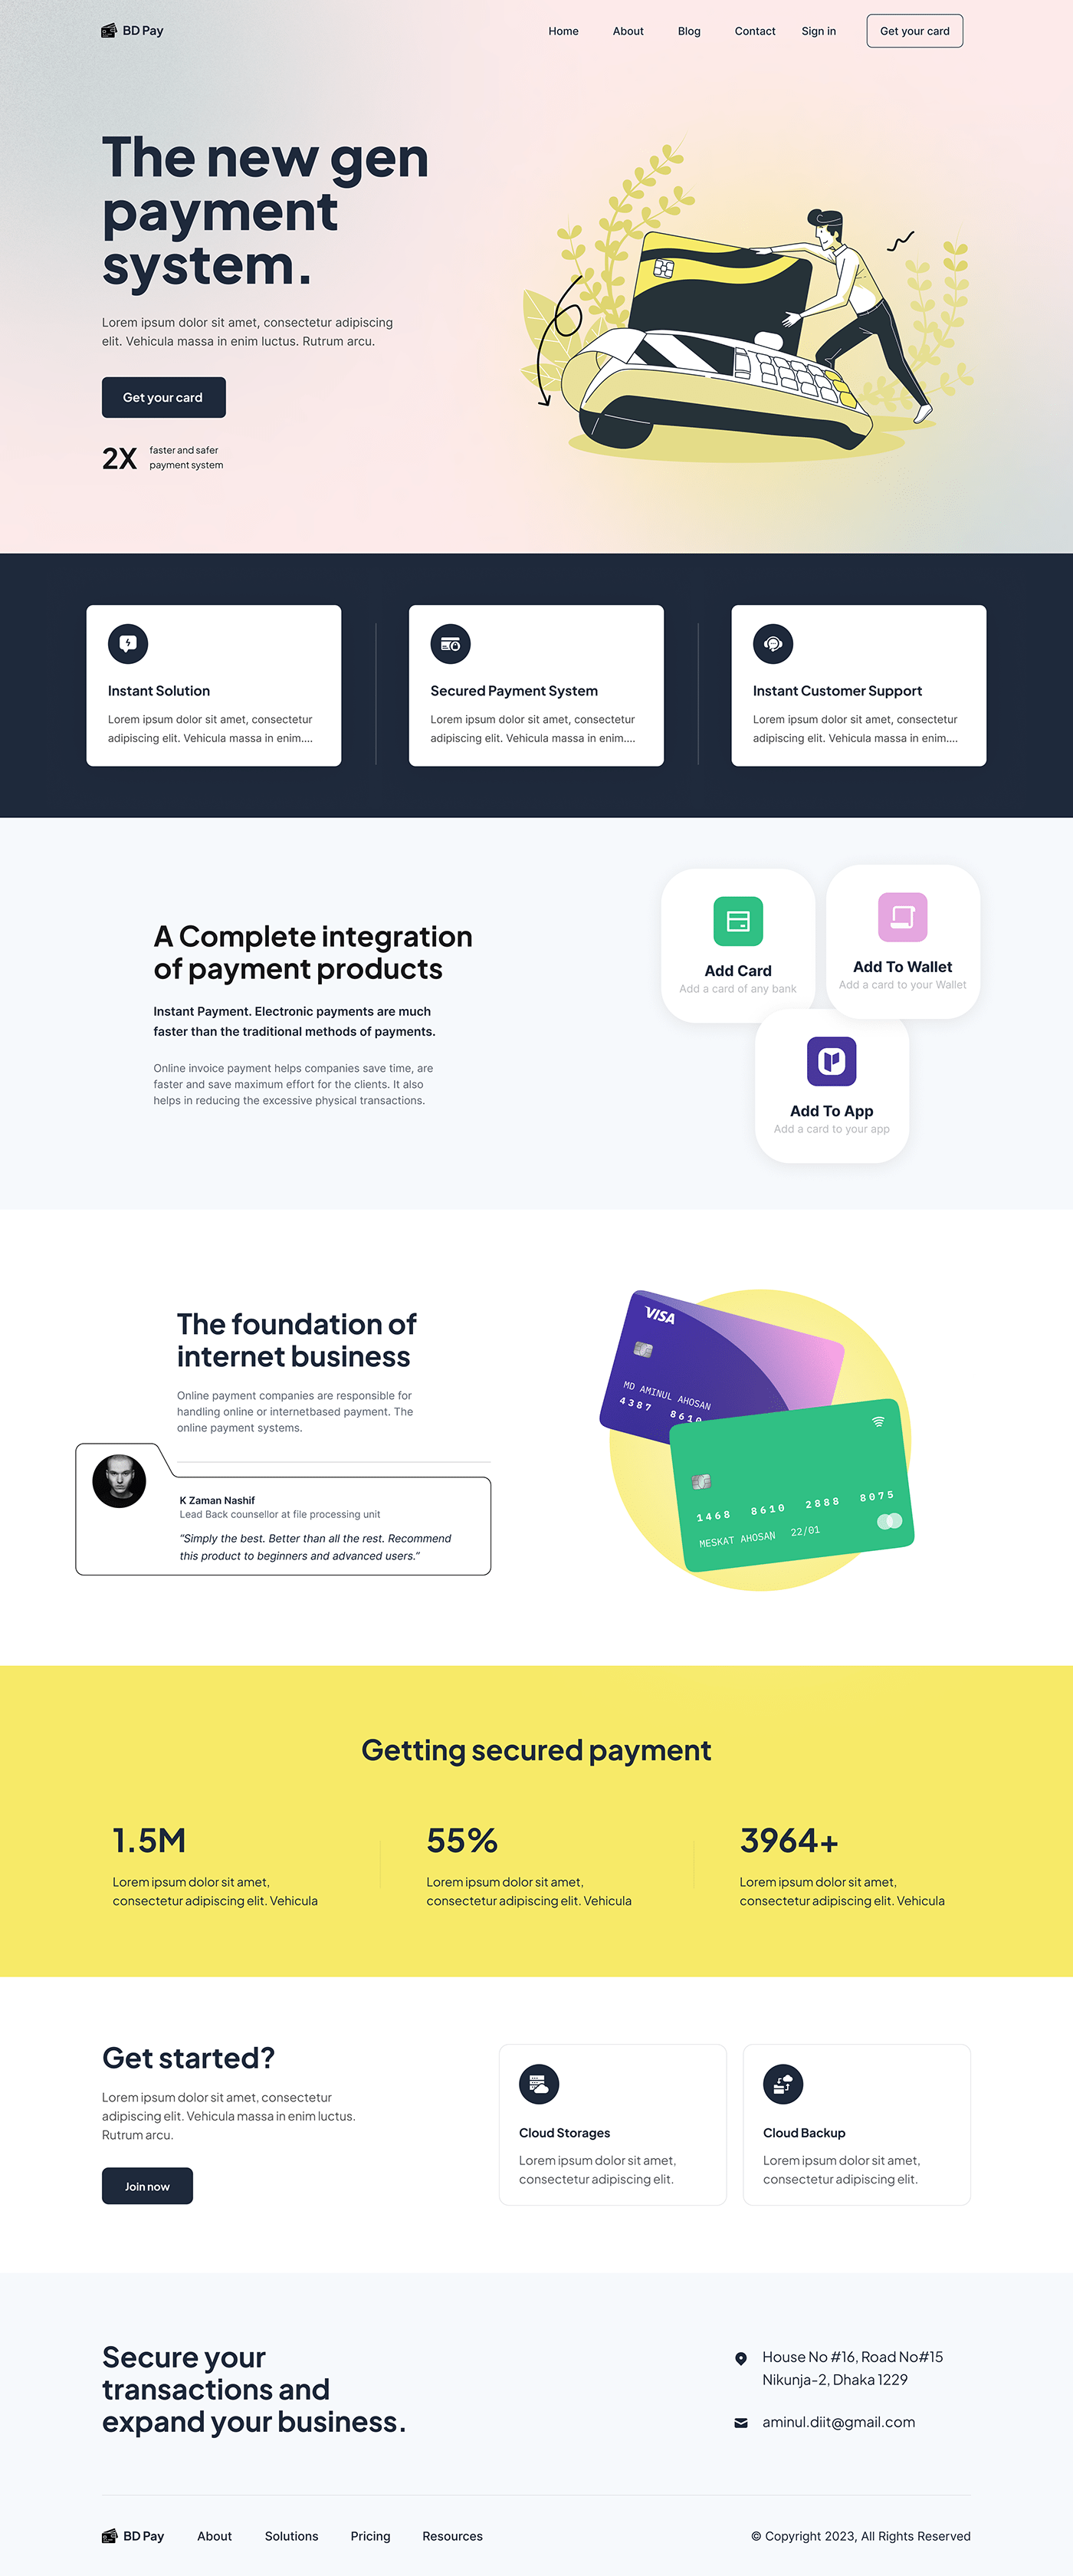 BD Pay
Home
About
Blog
Contact
Sign in
Get your card
The new gen
payment
system.
Lorem ipsum dolor sit amet, consectetur adipiscing
elit. Vehicula massa in enim luctus. Rutrum arcu.
Get your card
2X
faster and safer
payment system
Instant Solution
Lorem ipsum dolor sit amet, consectetur
adipiscing elit. Vehicula massa in enim....
Secured Payment System
Lorem ipsum dolor sit amet, consectetur
adipiscing elit. Vehicula massa in enim....
Instant Customer Support
Lorem ipsum dolor sit amet, consectetur
adipiscing elit. Vehicula massa in enim....
A Complete integration
of payment products
Instant Payment. Electronic payments are much
faster than the traditional methods of payments.
Online invoice payment helps companies save time, are
faster and save maximum effort for the clients. It also
helps in reducing the excessive physical transactions.
Add Card
Add a card of any bank
Add To Wallet
Add a card to your Wallet
Add To App
Add a card to your app
The foundation of
internet business
Online payment companies are responsible for
handling online or internetbased payment. The
online payment systems.
K Zaman Nashif
Lead Back counsellor at file processing unit
"Simply the best. Better than all the rest. Recommend
this product to beginners and advanced users."
VISA
MD AMINUL AHOSAN
4387 8610
1468 8610 2888 8075
MESKAT AHOSAN 22/01
Getting secured payment
1.5M
Lorem ipsum dolor sit amet,
consectetur adipiscing elit. Vehicula
55%
Lorem ipsum dolor sit amet,
consectetur adipiscing elit. Vehicula
3964+
Lorem ipsum dolor sit amet,
consectetur adipiscing elit. Vehicula
Get started?
Lorem ipsum dolor sit amet, consectetur
adipiscing elit. Vehicula massa in enim luctus.
Rutrum arcu.
Join now
Cloud Storages
Lorem ipsum dolor sit amet,
consectetur adipiscing elit.
Cloud Backup
Lorem ipsum dolor sit amet,
consectetur adipiscing elit.
Secure your
transactions and
expand your business.
House No #16, Road No#15
Nikunja-2, Dhaka 1229
aminul.diit@gmail.com
BD Pay
About
Solutions
Pricing
Resources
© Copyright 2023, All Rights Reserved